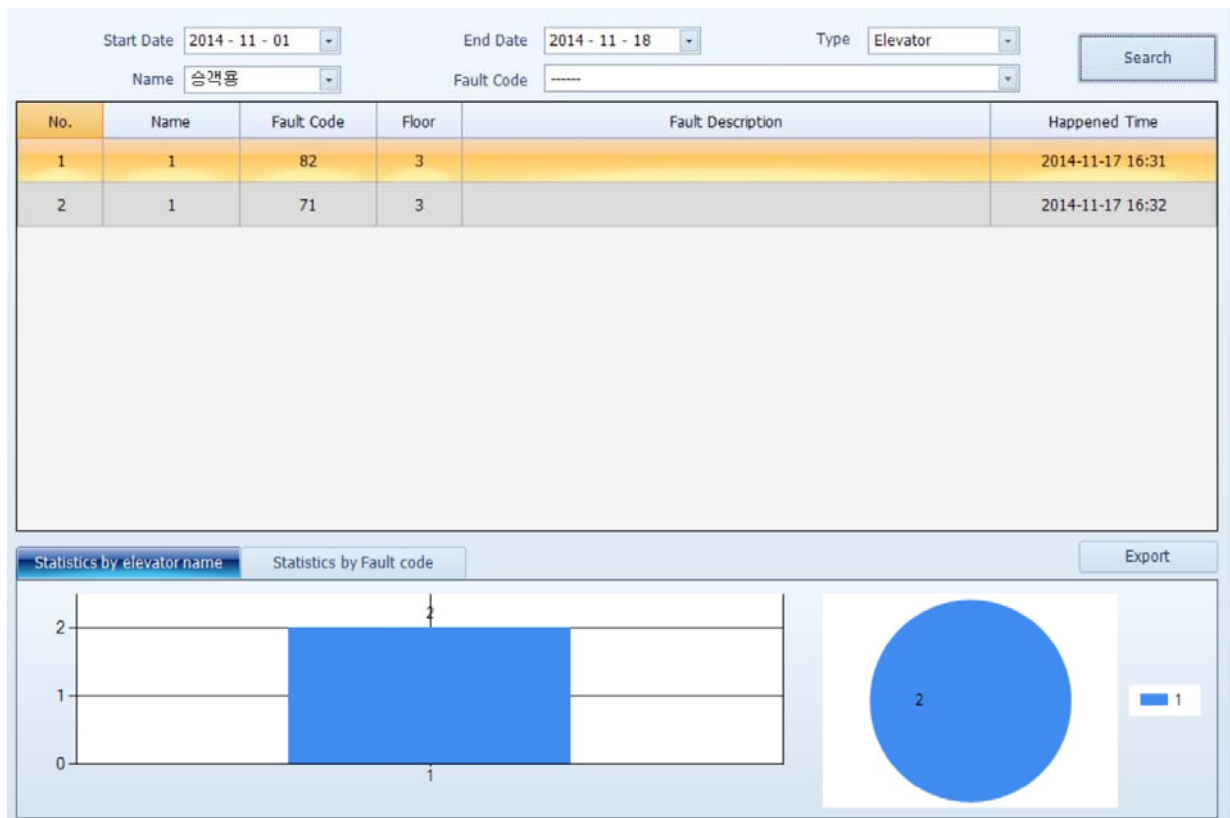 Start Date 2014 - 11 - 01 End Date 2014 - 11 - 18 Type Elevator Search
Name 승객용 Fault Code ------
No. Name Fault Code Floor Fault Description Happened Time
1 1 82 3 2014-11-17 16:31
2 1 71 3 2014-11-17 16:32
Statistics by elevator name Statistics by Fault code Export
2
2
1
0
1
2
1